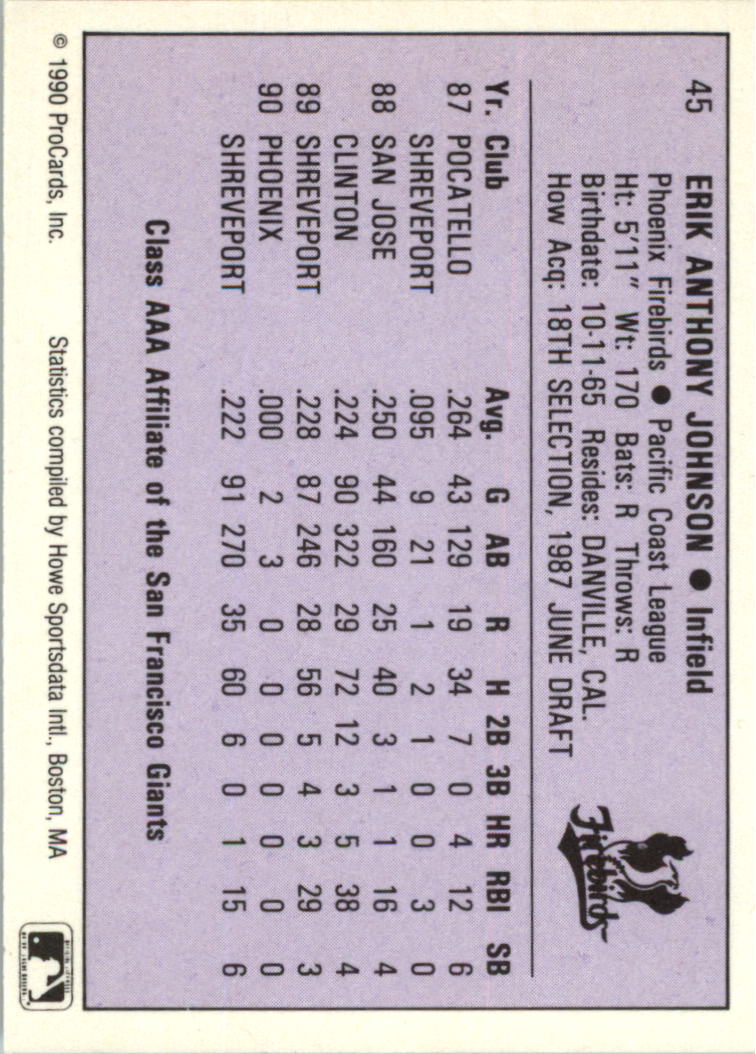 45 ERIK ANTHONY JOHNSON ● Infield
Phoenix Firebirds ● Pacific Coast League
Ht: 5'11" Wt: 170 Bats: R Throws: R
Birthdate: 10-11-65 Resides: DANVILLE, CAL.
How Acq: 18TH SELECTION, 1987 JUNE DRAFT
Firebirds
Yr. Club Avg. G AB R H 2B 3B HR RBI SB
87 POCATELLO .264 43 129 19 34 7 0 4 12 6
SHREVEPORT .095 9 21 1 2 1 0 0 3 0
88 SAN JOSE .250 44 160 25 40 3 1 1 16 4
CLINTON .224 90 322 29 72 12 3 5 38 4
89 SHREVEPORT .228 87 246 28 56 5 4 3 29 3
90 PHOENIX .000 2 3 0 0 0 0 0 0 0
SHREVEPORT .222 91 270 35 60 6 0 1 15 6
Class AAA Affiliate of the San Francisco Giants
© 1990 ProCards, Inc. Statistics compiled by Howe Sportsdata Intl., Boston, MA